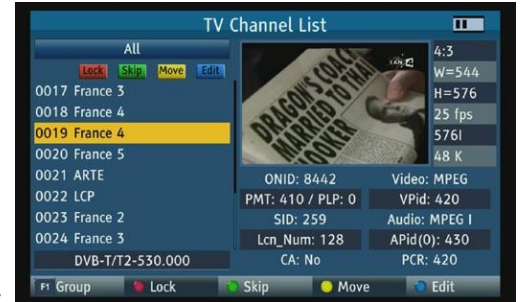 TV Channel List
All
Lock Skip Move Edit
0017 France 3
0018 France 4
0019 France 4
0020 France 5
0021 ARTE
0022 LCP
0023 France 2
0024 France 3
DVB-T/T2-530.000
DRAGON'S COACH
MARRIED TO THAI
HOOKER
4:3
W=544
H=576
25 fps
576I
48 K
ONID: 8442 Video: MPEG
PMT: 410 / PLP: 0 VPid: 420
SID: 259 Audio: MPEG I
Lcn_Num: 128 APid(0): 430
CA: No PCR: 420
F1 Group Lock Skip Move Edit